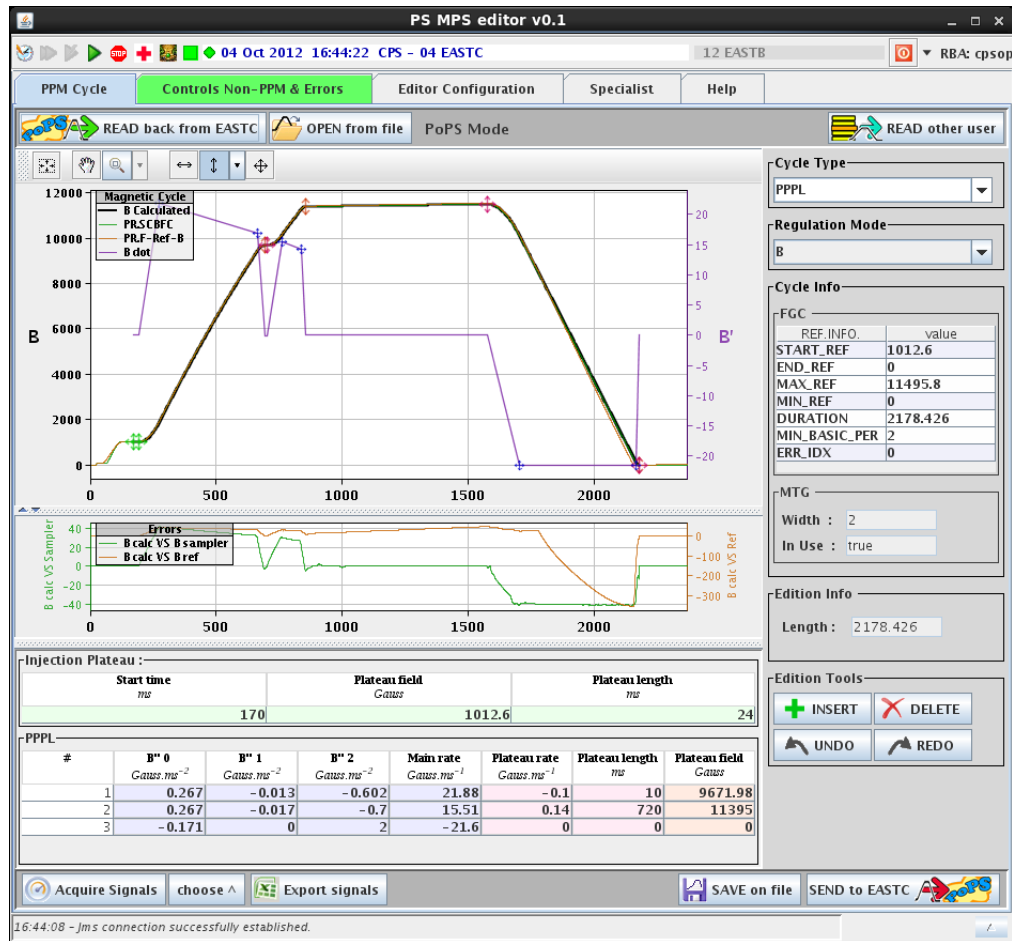 PS MPS editor v0.1
STOP 04 Oct 2012 16:44:22 CPS - 04 EASTC 12 EASTB RBA: cpsop
PPM Cycle Controls Non-PPM & Errors Editor Configuration Specialist Help
POPS READ back from EASTC OPEN from file PoPS Mode READ other user
Cycle Type
PPPL
Regulation Mode
B
Cycle Info
FGC
REF.INFO. value
START_REF 1012.6
END_REF 0
MAX_REF 11495.8
MIN_REF 0
DURATION 2178.426
MIN_BASIC_PER 2
ERR_IDX 0
MTG
Width : 2
In Use : true
Edition Info
Length : 2178.426
Edition Tools
INSERT DELETE
UNDO REDO
Magnetic Cycle
B Calculated
PR.SCBFC
PR.F-Ref-B
B dot
12000
10000
8000
6000
4000
2000
0
B
20
15
10
5
0
-5
-10
-15
-20
B'
0 500 1000 1500 2000
Errors
B calc VS B sampler
B calc VS B ref
40
20
0
-20
-40
B calc VS Sampler
0
-100
-200
-300
B calc VS Ref
0 500 1000 1500 2000
Injection Plateau :
Start time Plateau field Plateau length
ms Gauss ms
170 1012.6 24
PPPL
# B'' 0 B'' 1 B'' 2 Main rate Plateau rate Plateau length Plateau field
Gauss.ms⁻² Gauss.ms⁻² Gauss.ms⁻² Gauss.ms⁻¹ Gauss.ms⁻¹ ms Gauss
1 0.267 -0.013 -0.602 21.88 -0.1 10 9671.98
2 0.267 -0.017 -0.7 15.51 0.14 720 11395
3 -0.171 0 2 -21.6 0 0 0
Acquire Signals choose ^ Export signals SAVE on file SEND to EASTC POPS
16:44:08 - Jms connection successfully established.